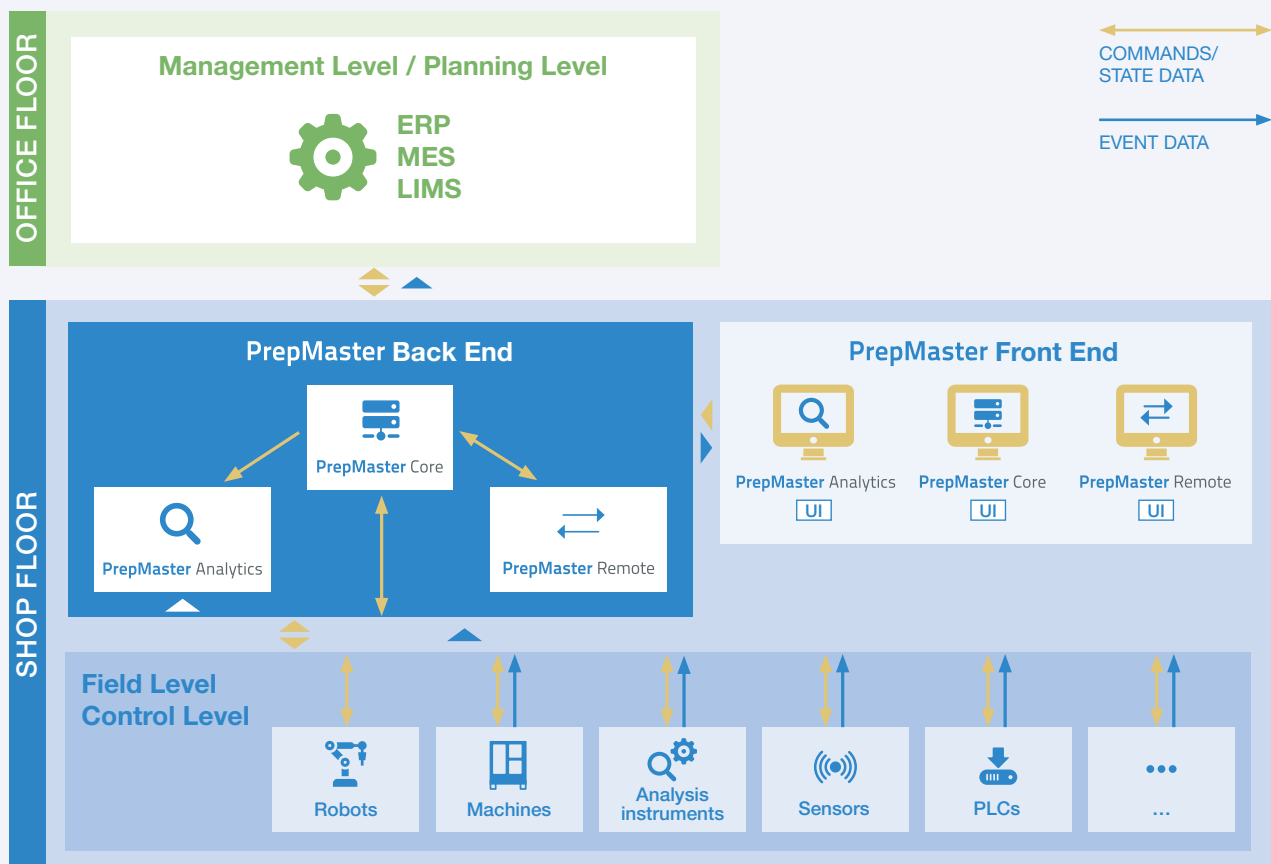 OFFICE FLOOR
Management Level / Planning Level
ERP
MES
LIMS
COMMANDS/
STATE DATA
EVENT DATA
SHOP FLOOR
PrepMaster Back End
PrepMaster Core
PrepMaster Analytics
PrepMaster Remote
PrepMaster Front End
PrepMaster Analytics
UI
PrepMaster Core
UI
PrepMaster Remote
UI
Field Level
Control Level
Robots
Machines
Analysis
instruments
Sensors
PLCs
...